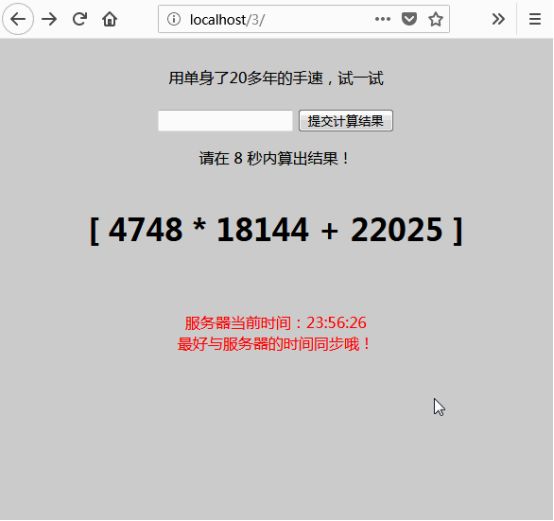 localhost/3/
用单身了20多年的手速，试一试
提交计算结果
请在 8 秒内算出结果！
[ 4748 * 18144 + 22025 ]
服务器当前时间：23:56:26
最好与服务器的时间同步哦！